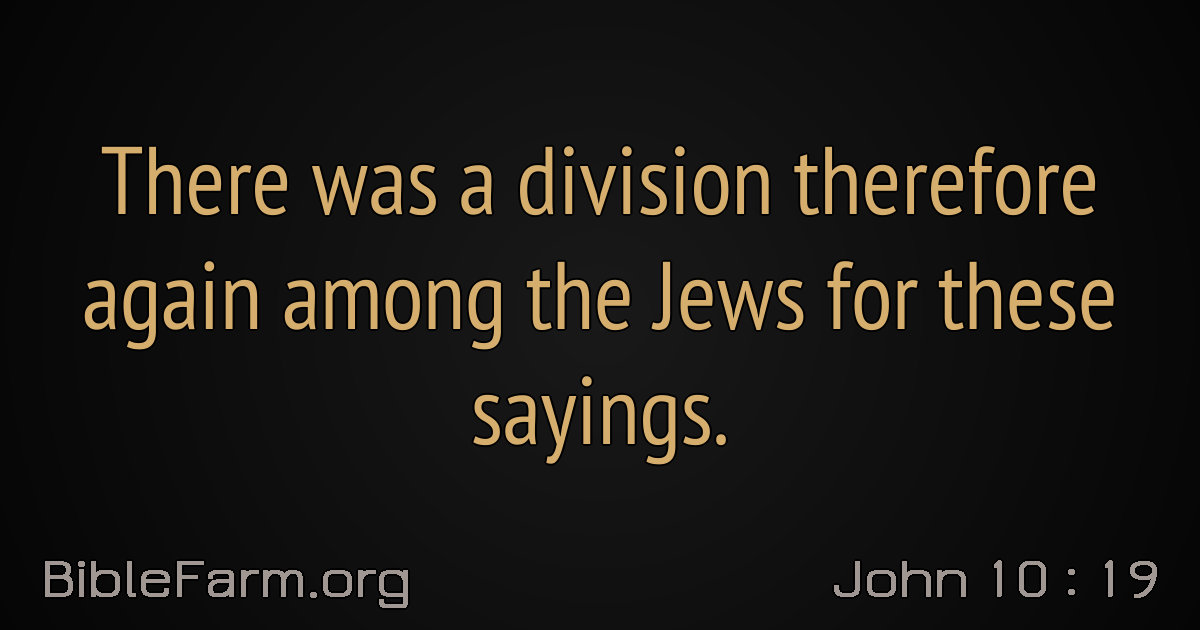 There was a division therefore
again among the Jews for these
sayings.
BibleFarm.org
John 10 : 19